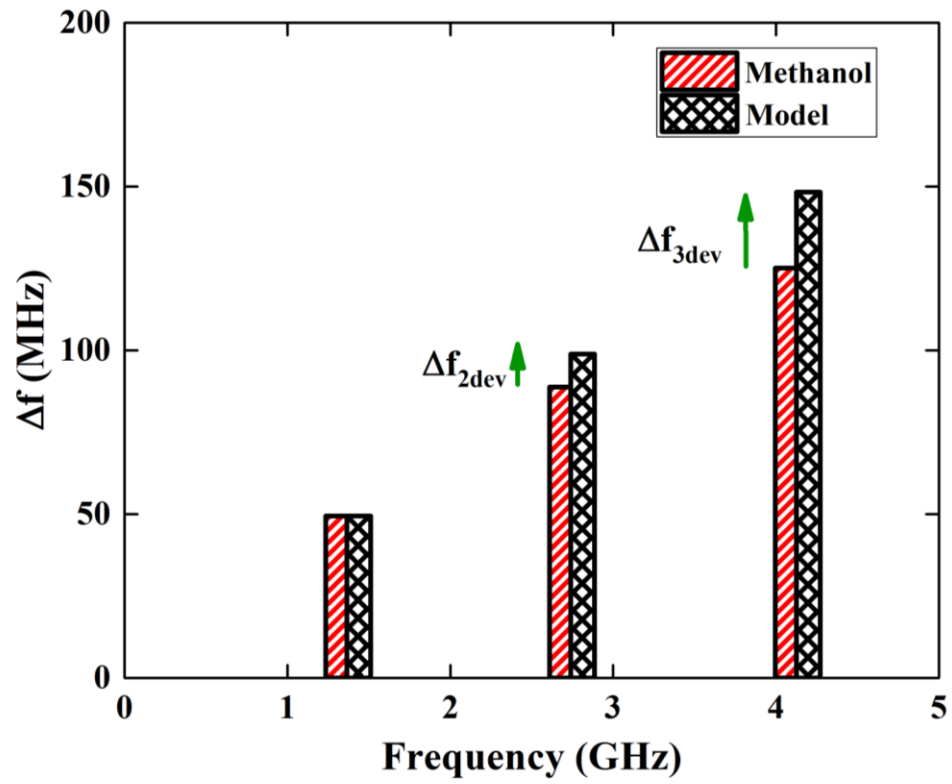 200
Methanol
Model
150
Δf3dev
Δf (MHz)
100
Δf2dev
50
0
0 1 2 3 4 5
Frequency (GHz)